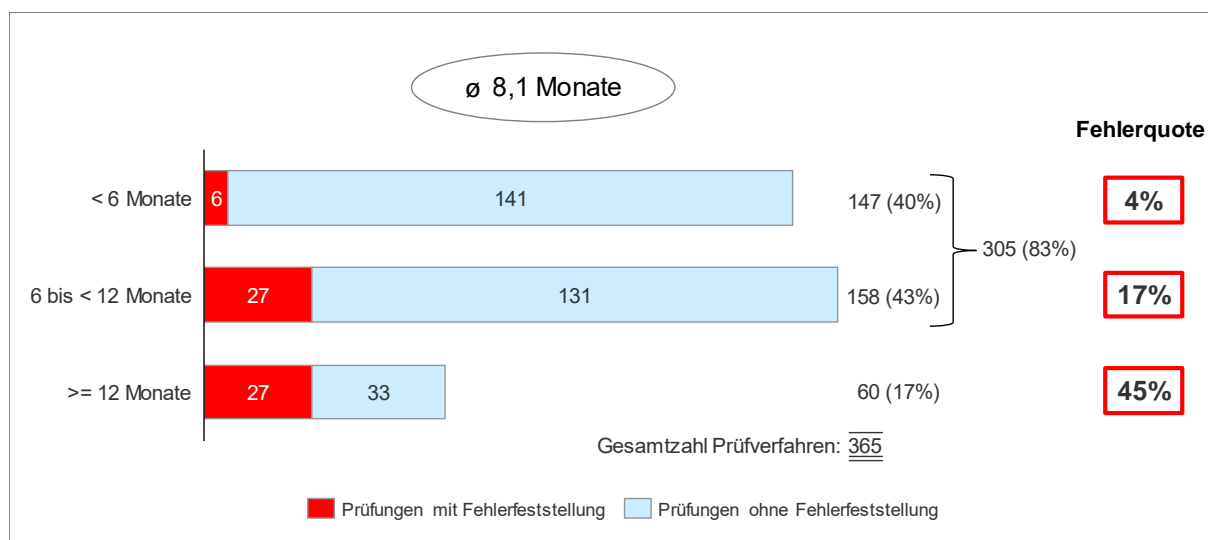 ø 8,1 Monate
Fehlerquote
< 6 Monate 6 141 147 (40%) 4%
305 (83%)
6 bis < 12 Monate 27 131 158 (43%) 17%
>= 12 Monate 27 33 60 (17%) 45%
Gesamtzahl Prüfverfahren: 365
Prüfungen mit Fehlerfeststellung Prüfungen ohne Fehlerfeststellung